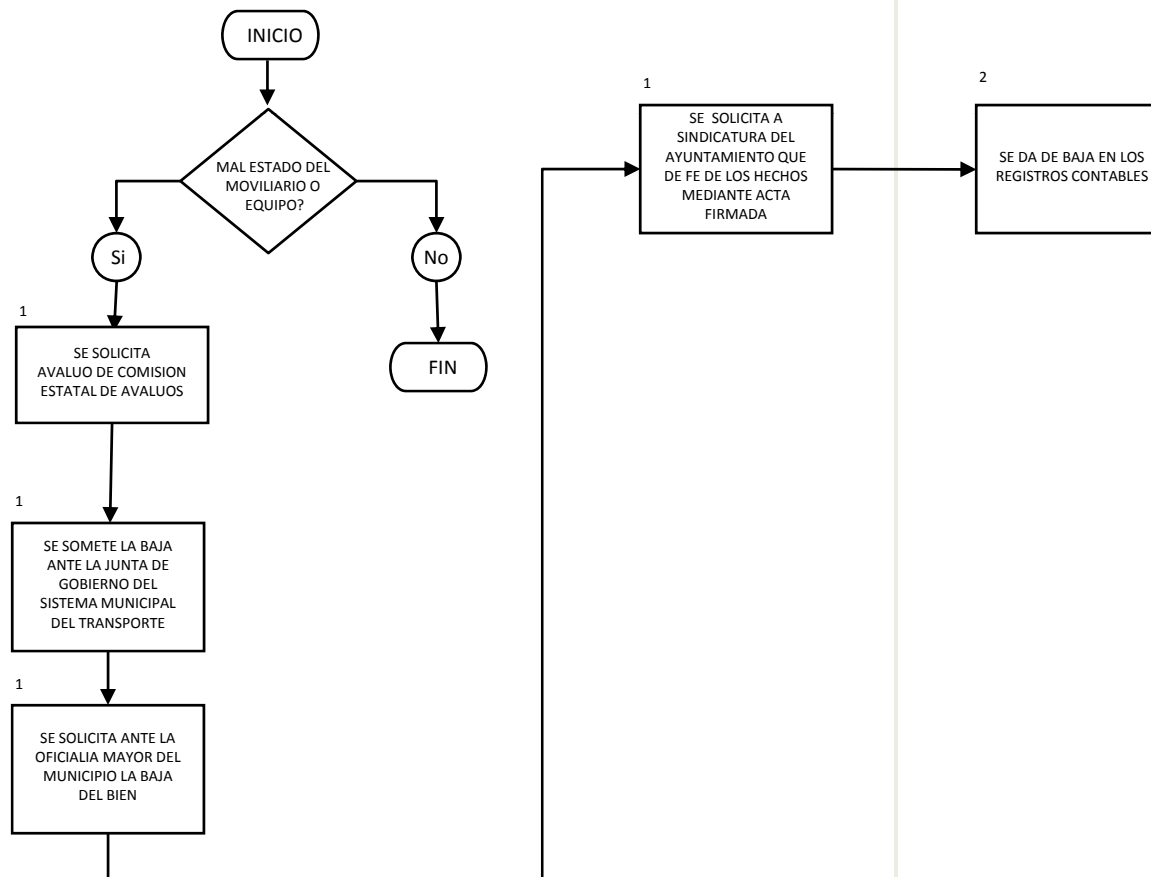 INICIO
MAL ESTADO DEL
MOVILIARIO O
EQUIPO?
Si
No
FIN
1
SE SOLICITA
AVALUO DE COMISION
ESTATAL DE AVALUOS
1
SE SOMETE LA BAJA
ANTE LA JUNTA DE
GOBIERNO DEL
SISTEMA MUNICIPAL
DEL TRANSPORTE
1
SE SOLICITA ANTE LA
OFICIALIA MAYOR DEL
MUNICIPIO LA BAJA
DEL BIEN
1
SE SOLICITA A
SINDICATURA DEL
AYUNTAMIENTO QUE
DE FE DE LOS HECHOS
MEDIANTE ACTA
FIRMADA
2
SE DA DE BAJA EN LOS
REGISTROS CONTABLES